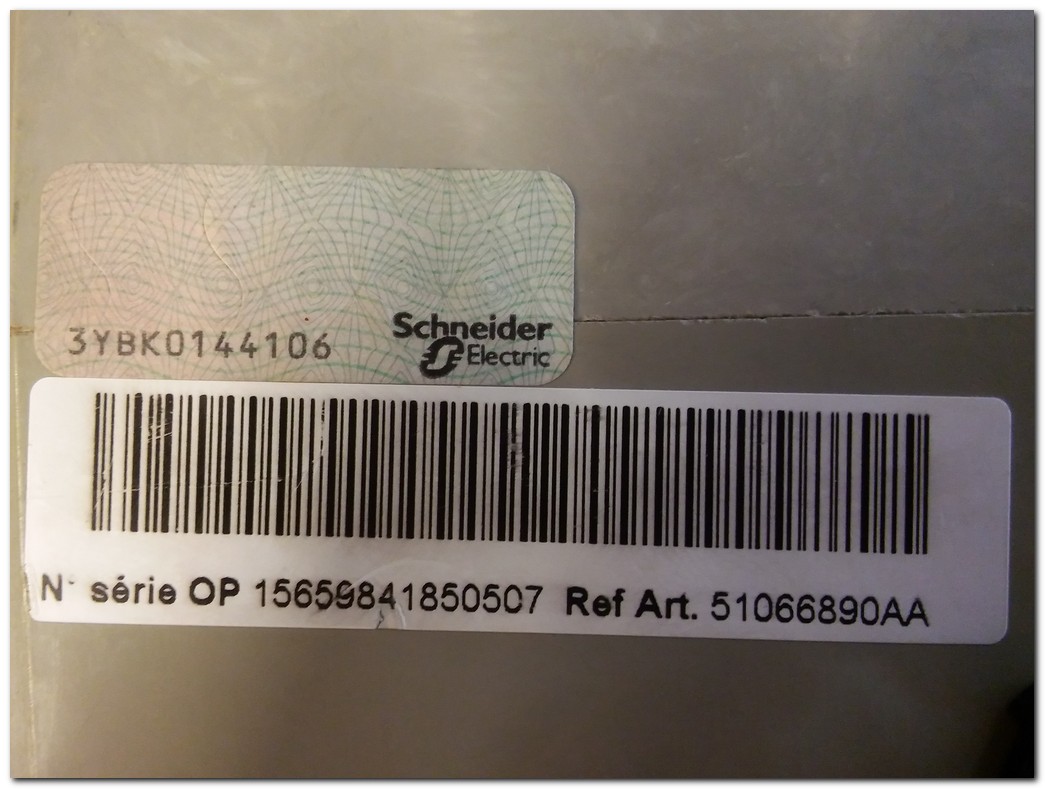 3YBK0144106
Schneider
Electric
N° série OP 15659841850507 Ref Art. 51066890AA